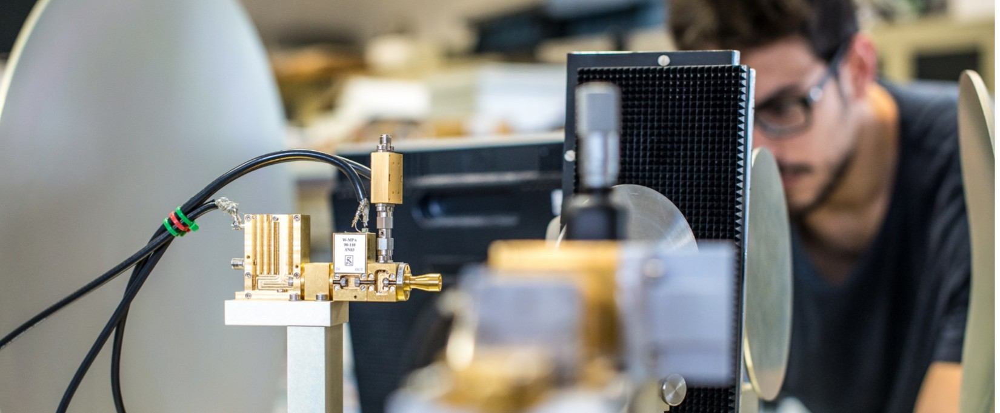 W-MPA
90-110
SN03
IN OUT